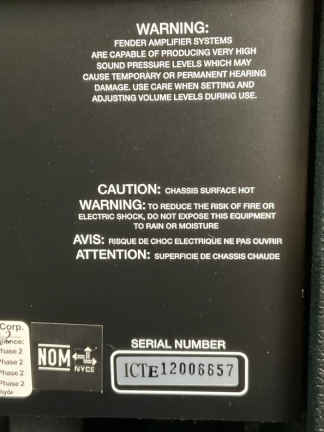 WARNING:
FENDER AMPLIFIER SYSTEMS
ARE CAPABLE OF PRODUCING VERY HIGH
SOUND PRESSURE LEVELS WHICH MAY
CAUSE TEMPORARY OR PERMANENT HEARING
DAMAGE. USE CARE WHEN SETTING AND
ADJUSTING VOLUME LEVELS DURING USE.
CAUTION: CHASSIS SURFACE HOT
WARNING: TO REDUCE THE RISK OF FIRE OR
ELECTRIC SHOCK, DO NOT EXPOSE THIS EQUIPMENT
TO RAIN OR MOISTURE
AVIS: RISQUE DE CHOC ELECTRIQUE NE PAS OUVRIR
ATTENTION: SUPERFICIE DE CHASSIS CHAUDE
Corp.
Phase 2
Phase 2
Phase 2
Phase 2
NOM
NYCE
SERIAL NUMBER
ICTE12006657